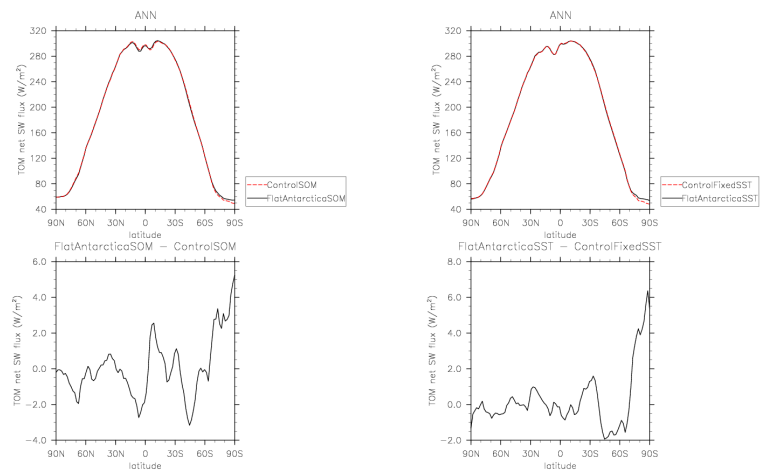 ANN
320
280
240
200
160
120
80
40
TOM net SW flux (W/m²)
90N 60N 30N 0 30S 60S 90S
latitude
ControlSOM
FlatAntarcticaSOM
FlatAntarcticaSOM − ControlSOM
6.0
4.0
2.0
0.0
−2.0
−4.0
TOM net SW flux (W/m²)
90N 60N 30N 0 30S 60S 90S
latitude
ANN
320
280
240
200
160
120
80
40
TOM net SW flux (W/m²)
90N 60N 30N 0 30S 60S 90S
latitude
ControlFixedSST
FlatAntarcticaSST
FlatAntarcticaSST − ControlFixedSST
8.0
6.0
4.0
2.0
0.0
−2.0
TOM net SW flux (W/m²)
90N 60N 30N 0 30S 60S 90S
latitude